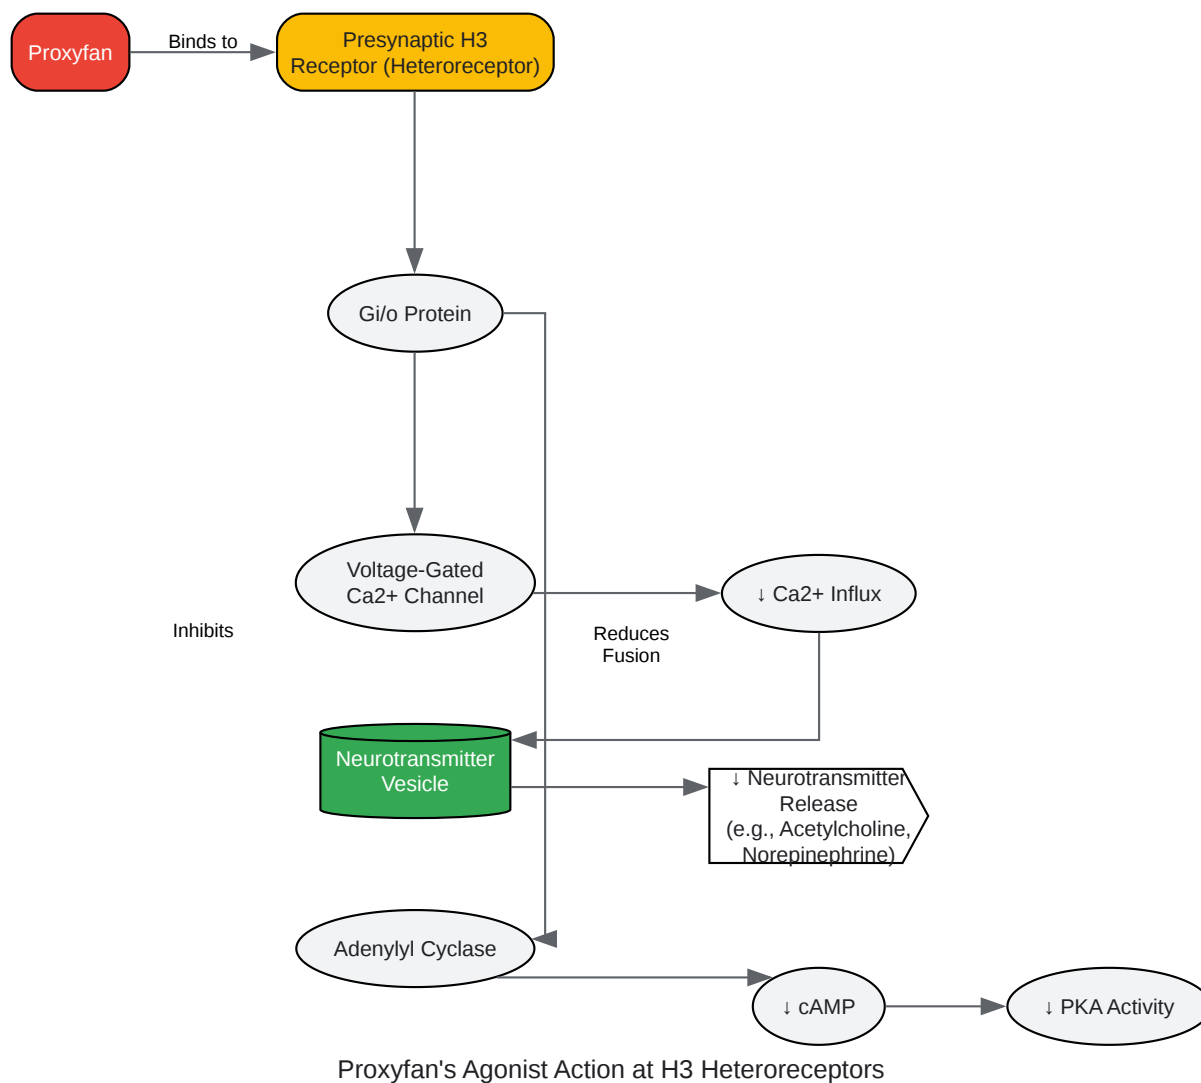 Proxyfan
Binds to
Presynaptic H3
Receptor (Heteroreceptor)
Gi/o Protein
Voltage-Gated
Ca2+ Channel
↓ Ca2+ Influx
Inhibits
Reduces
Fusion
Neurotransmitter
Vesicle
↓ Neurotransmitter
Release
(e.g., Acetylcholine,
Norepinephrine)
Adenylyl Cyclase
↓ cAMP
↓ PKA Activity
Proxyfan's Agonist Action at H3 Heteroreceptors